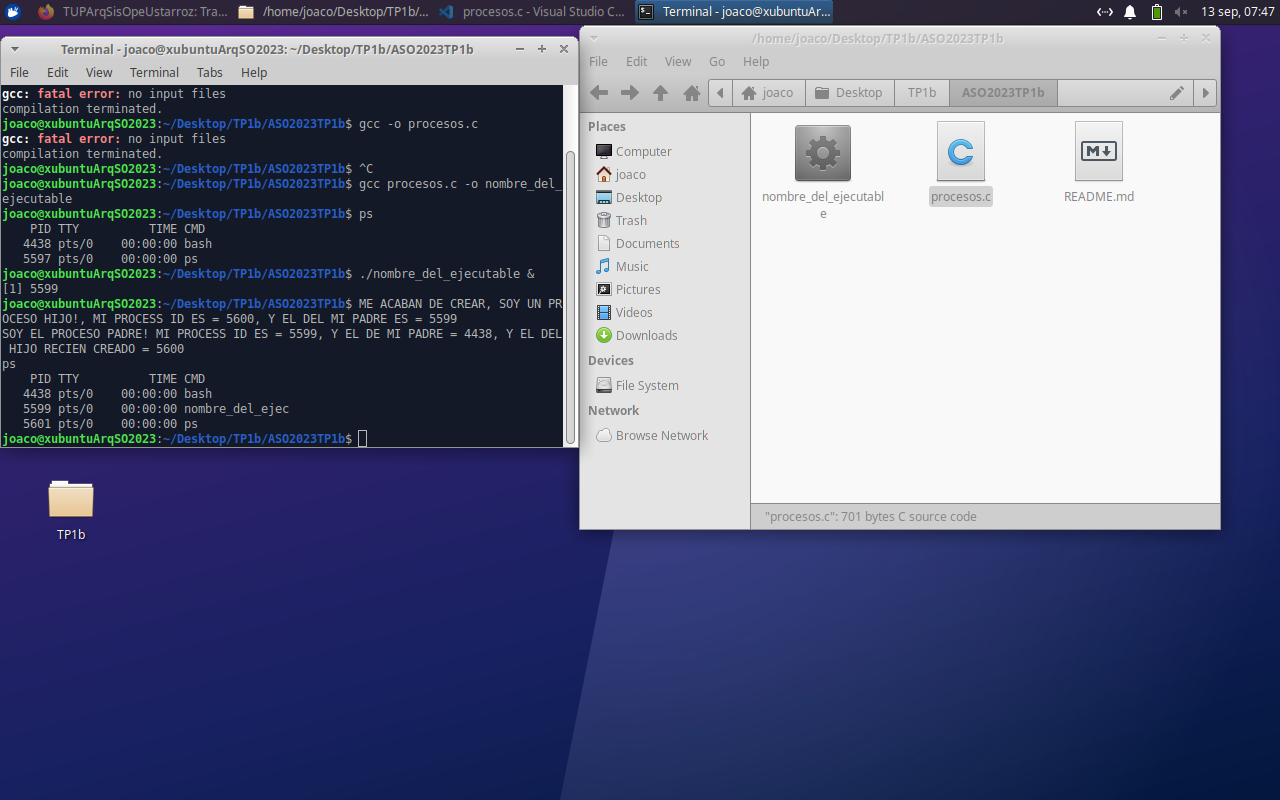 TUPArqSisOpeUstarroz: Tra...
/home/joaco/Desktop/TP1b/...
procesos.c - Visual Studio C...
Terminal - joaco@xubuntuAr...
13 sep, 07:47
Terminal - joaco@xubuntuArqSO2023: ~/Desktop/TP1b/ASO2023TP1b
File Edit View Terminal Tabs Help
gcc: fatal error: no input files
compilation terminated.
joaco@xubuntuArqSO2023:~/Desktop/TP1b/ASO2023TP1b$ gcc -o procesos.c
gcc: fatal error: no input files
compilation terminated.
joaco@xubuntuArqSO2023:~/Desktop/TP1b/ASO2023TP1b$ ^C
joaco@xubuntuArqSO2023:~/Desktop/TP1b/ASO2023TP1b$ gcc procesos.c -o nombre_del_
ejecutable
joaco@xubuntuArqSO2023:~/Desktop/TP1b/ASO2023TP1b$ ps
PID TTY TIME CMD
4438 pts/0 00:00:00 bash
5597 pts/0 00:00:00 ps
joaco@xubuntuArqSO2023:~/Desktop/TP1b/ASO2023TP1b$ ./nombre_del_ejecutable &
[1] 5599
joaco@xubuntuArqSO2023:~/Desktop/TP1b/ASO2023TP1b$ ME ACABAN DE CREAR, SOY UN PR
OCESO HIJO!, MI PROCESS ID ES = 5600, Y EL DEL MI PADRE ES = 5599
SOY EL PROCESO PADRE! MI PROCESS ID ES = 5599, Y EL DE MI PADRE = 4438, Y EL DEL
HIJO RECIEN CREADO = 5600
ps
PID TTY TIME CMD
4438 pts/0 00:00:00 bash
5599 pts/0 00:00:00 nombre_del_ejec
5601 pts/0 00:00:00 ps
joaco@xubuntuArqSO2023:~/Desktop/TP1b/ASO2023TP1b$
TP1b
/home/joaco/Desktop/TP1b/ASO2023TP1b
File Edit View Go Help
joaco Desktop TP1b ASO2023TP1b
Places
Computer
joaco
Desktop
Trash
Documents
Music
Pictures
Videos
Downloads
Devices
File System
Network
Browse Network
nombre_del_ejecutabl
e
C
procesos.c
M
README.md
"procesos.c": 701 bytes C source code